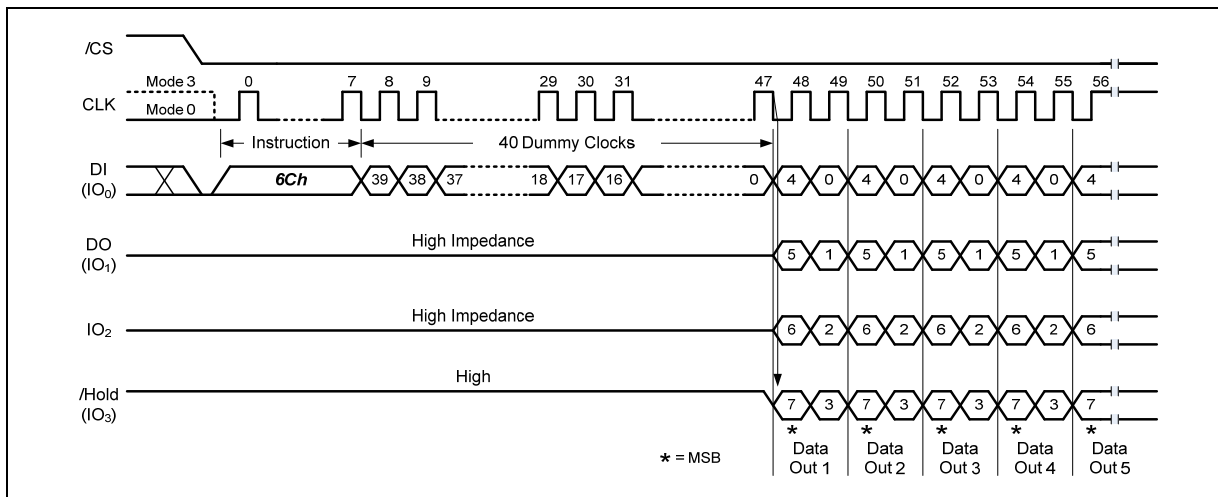 /CS
Mode 3 0 7 8 9 29 30 31 47 48 49 50 51 52 53 54 55 56
CLK
Mode 0
Instruction 40 Dummy Clocks
DI
(IO₀)
6Ch 39 38 37 18 17 16 0 4 0 4 0 4 0 4 0 4
High Impedance
DO
(IO₁)
5 1 5 1 5 1 5 1 5
High Impedance
IO₂
6 2 6 2 6 2 6 2 6
High
/Hold
(IO₃)
7 3 7 3 7 3 7 3 7
* * * * *
* = MSB
Data Out 1
Data Out 2
Data Out 3
Data Out 4
Data Out 5